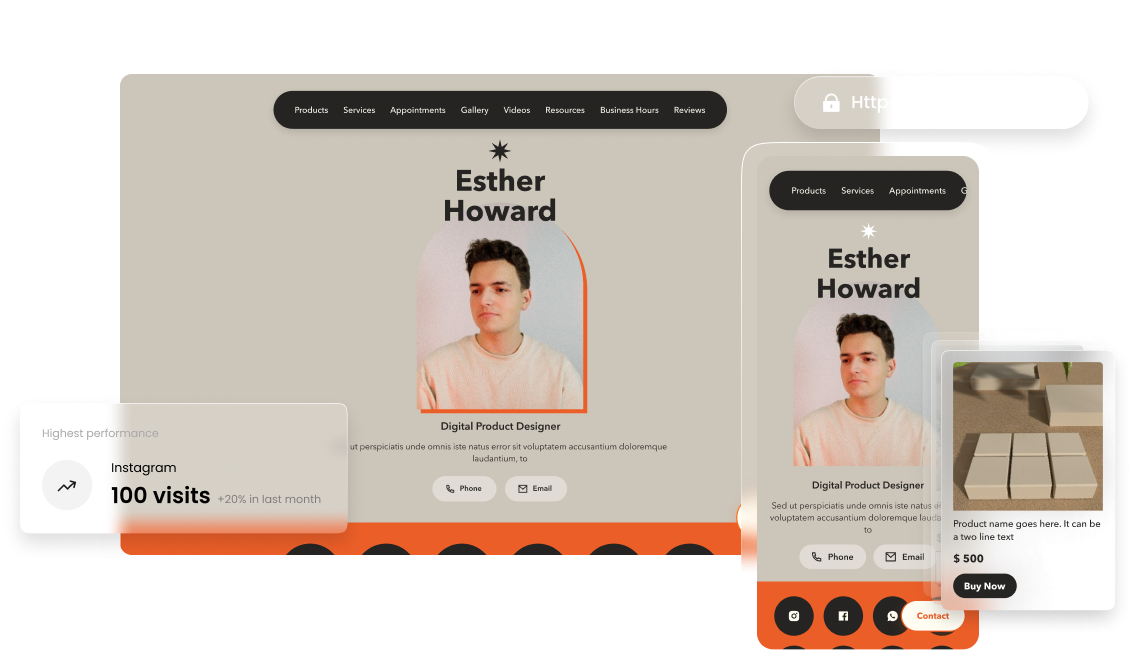 Products Services Appointments Gallery Videos Resources Business Hours Reviews
Esther
Howard
Digital Product Designer
ut perspiciatis unde omnis iste natus error sit voluptatem accusantium doloremque
laudantium, to
Phone Email
Highest performance
Instagram
100 visits +20% in last month
Http
Products Services Appointments G
Esther
Howard
Digital Product Designer
Sed ut perspiciatis unde omnis iste natus
voluptatem accusantium doloremque
to
Phone Email
Contact
Product name goes here. It can be
a two line text
$ 500
Buy Now